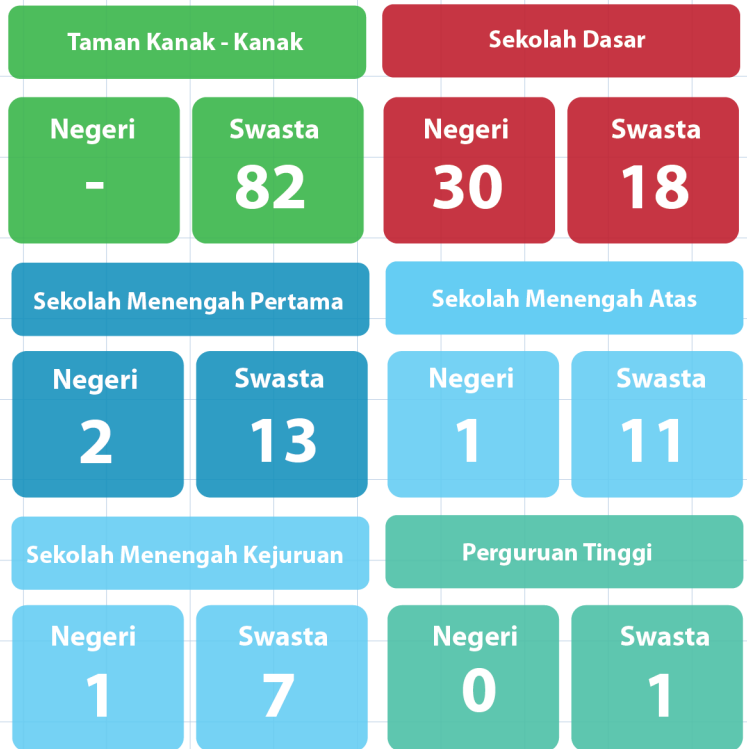 Taman Kanak - Kanak
Negeri
-
Swasta
82
Sekolah Dasar
Negeri
30
Swasta
18
Sekolah Menengah Pertama
Negeri
2
Swasta
13
Sekolah Menengah Atas
Negeri
1
Swasta
11
Sekolah Menengah Kejuruan
Negeri
1
Swasta
7
Perguruan Tinggi
Negeri
0
Swasta
1